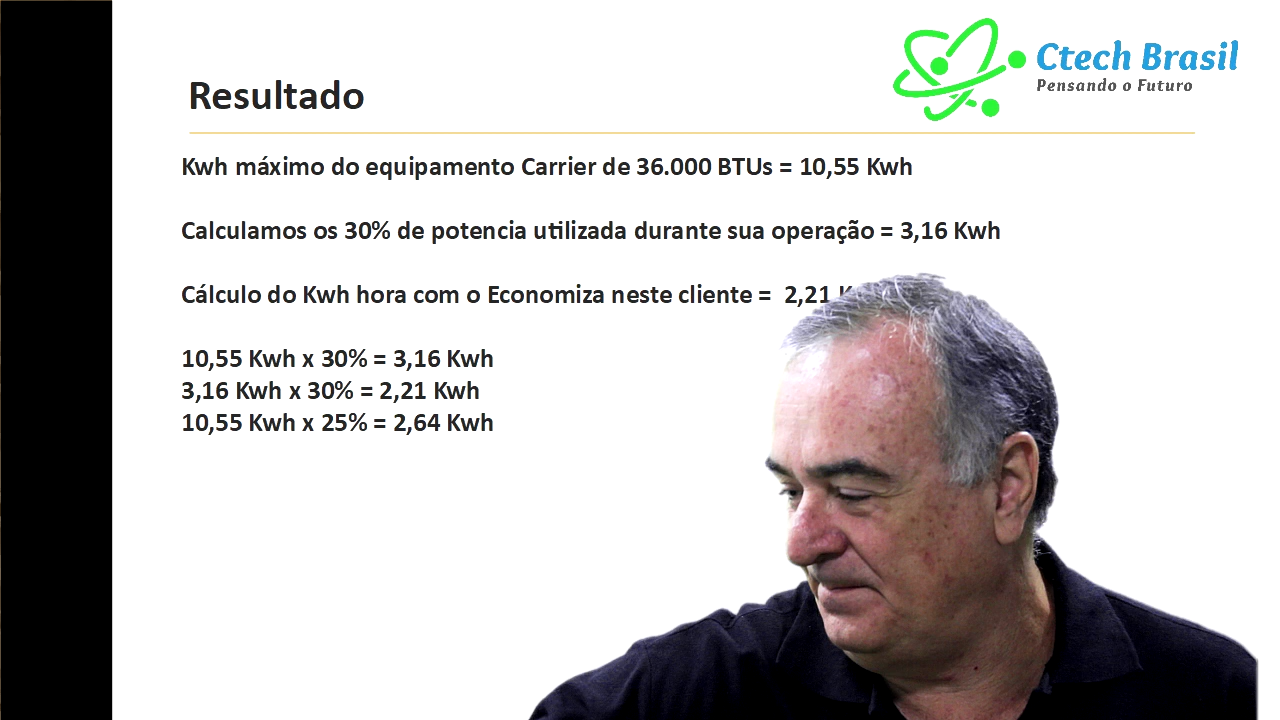 Ctech Brasil
Pensando o Futuro
Resultado
Kwh máximo do equipamento Carrier de 36.000 BTUs = 10,55 Kwh
Calculamos os 30% de potencia utilizada durante sua operação = 3,16 Kwh
Cálculo do Kwh hora com o Economiza neste cliente = 2,21
10,55 Kwh x 30% = 3,16 Kwh
3,16 Kwh x 30% = 2,21 Kwh
10,55 Kwh x 25% = 2,64 Kwh